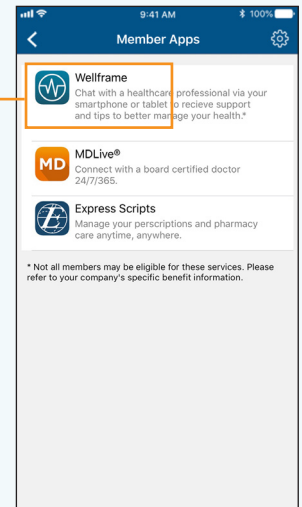 9:41 AM
100%
Member Apps
Wellframe
Chat with a healthcare professional via your
smartphone or tablet to recieve support
and tips to better manage your health.*
MD
MDLive®
Connect with a board certified doctor
24/7/365.
E
Express Scripts
Manage your perscriptions and pharmacy
care anytime, anywhere.
* Not all members may be eligible for these services. Please
refer to your company's specific benefit information.